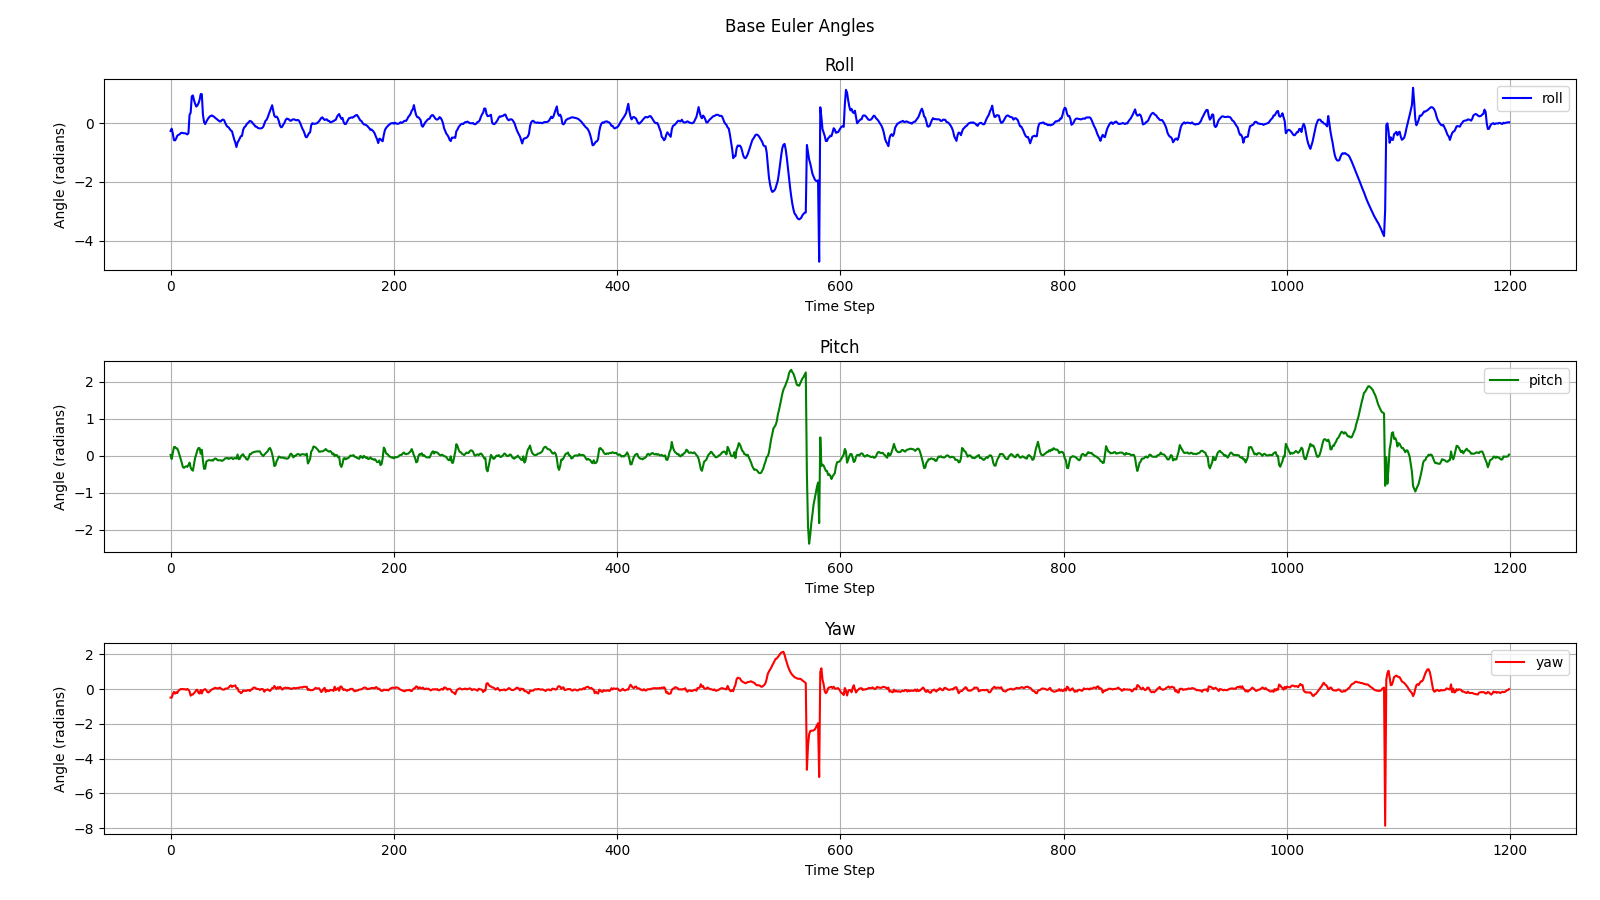 Base Euler Angles
Roll
roll
Angle (radians)
0
−2
−4
0 200 400 600 800 1000 1200
Time Step
Pitch
pitch
Angle (radians)
2
1
0
−1
−2
0 200 400 600 800 1000 1200
Time Step
Yaw
yaw
Angle (radians)
2
0
−2
−4
−6
−8
0 200 400 600 800 1000 1200
Time Step